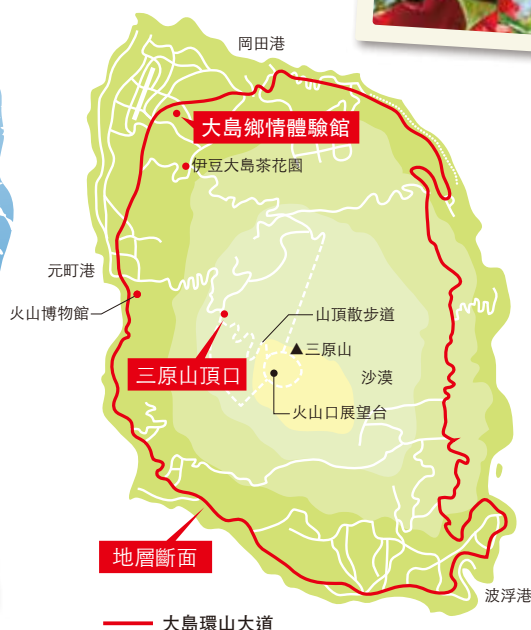 岡田港
大島鄉情體驗館
伊豆大島茶花園
元町港
火山博物館
山頂散步道
▲三原山
三原山頂口
沙漠
火山口展望台
地層斷面
波浮港
大島環山大道